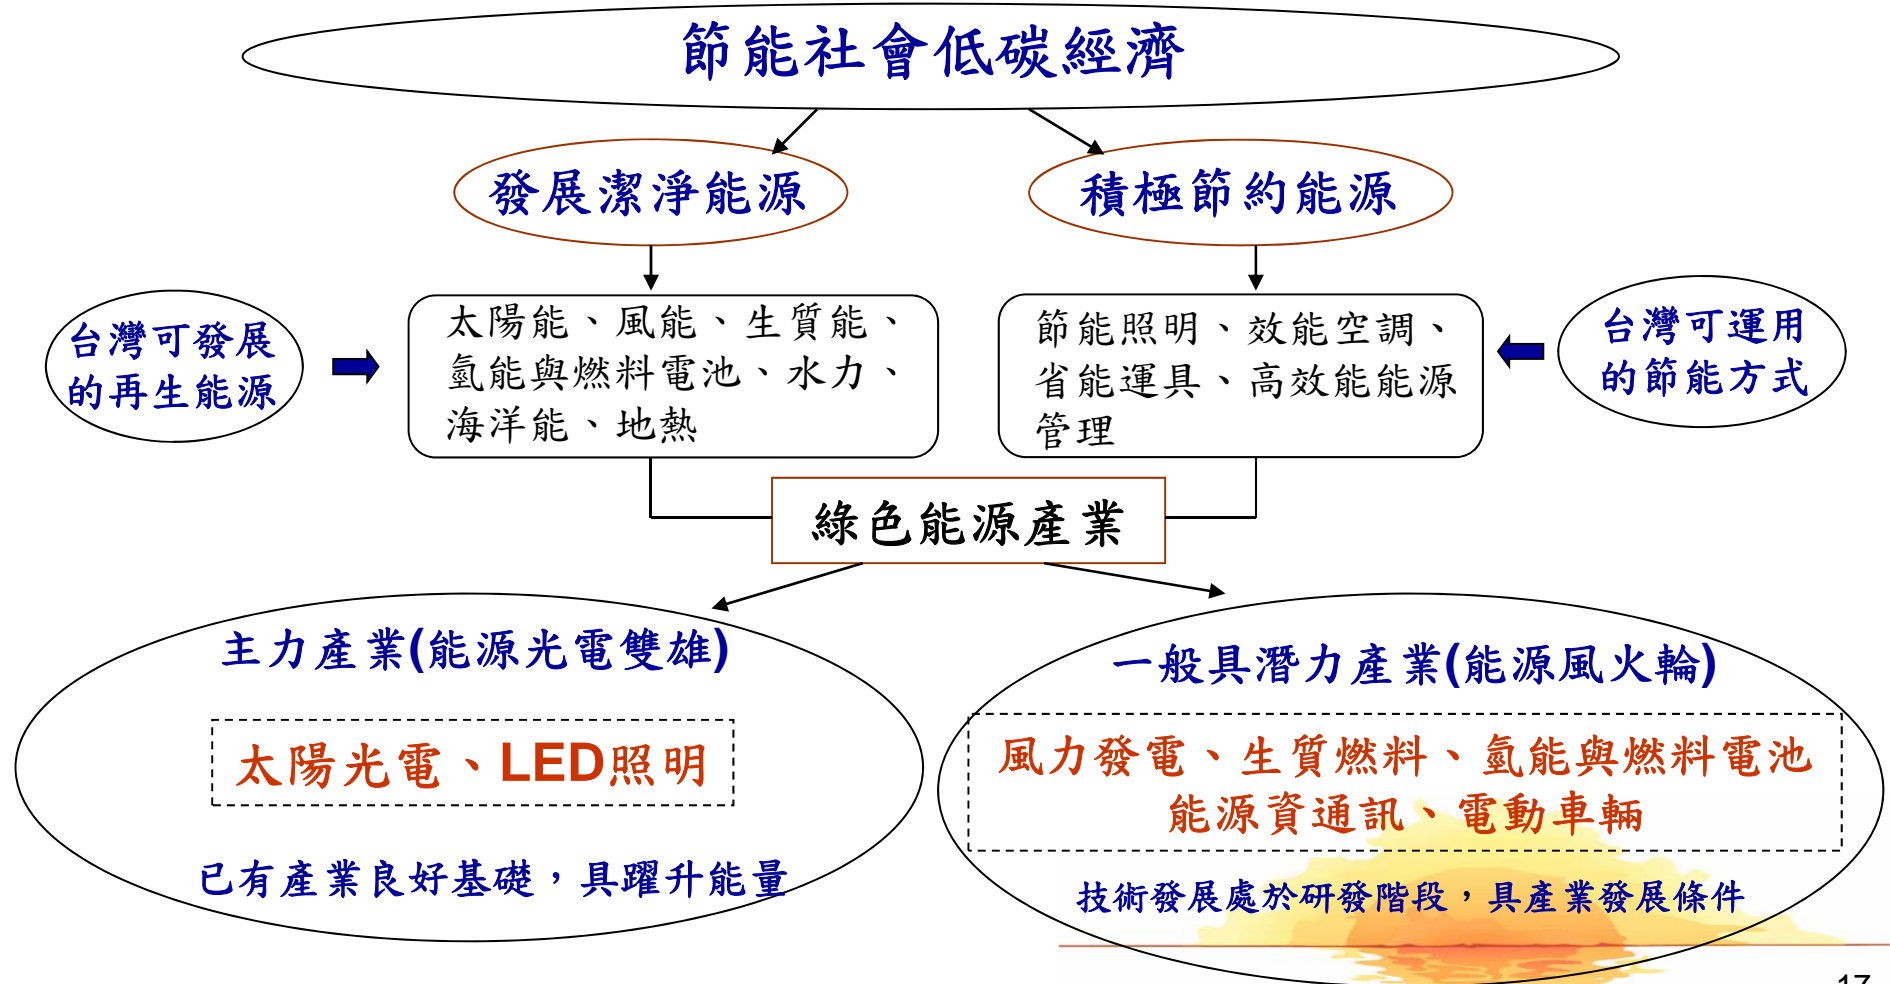 節能社會低碳經濟
發展潔淨能源
積極節約能源
台灣可發展
的再生能源
太陽能、風能、生質能、
氫能與燃料電池、水力、
海洋能、地熱
節能照明、效能空調、
省能運具、高效能能源
管理
台灣可運用
的節能方式
綠色能源產業
主力產業(能源光電雙雄)
太陽光電、LED照明
已有產業良好基礎，具躍升能量
一般具潛力產業(能源風火輪)
風力發電、生質燃料、氫能與燃料電池
能源資通訊、電動車輛
技術發展處於研發階段，具產業發展條件
17